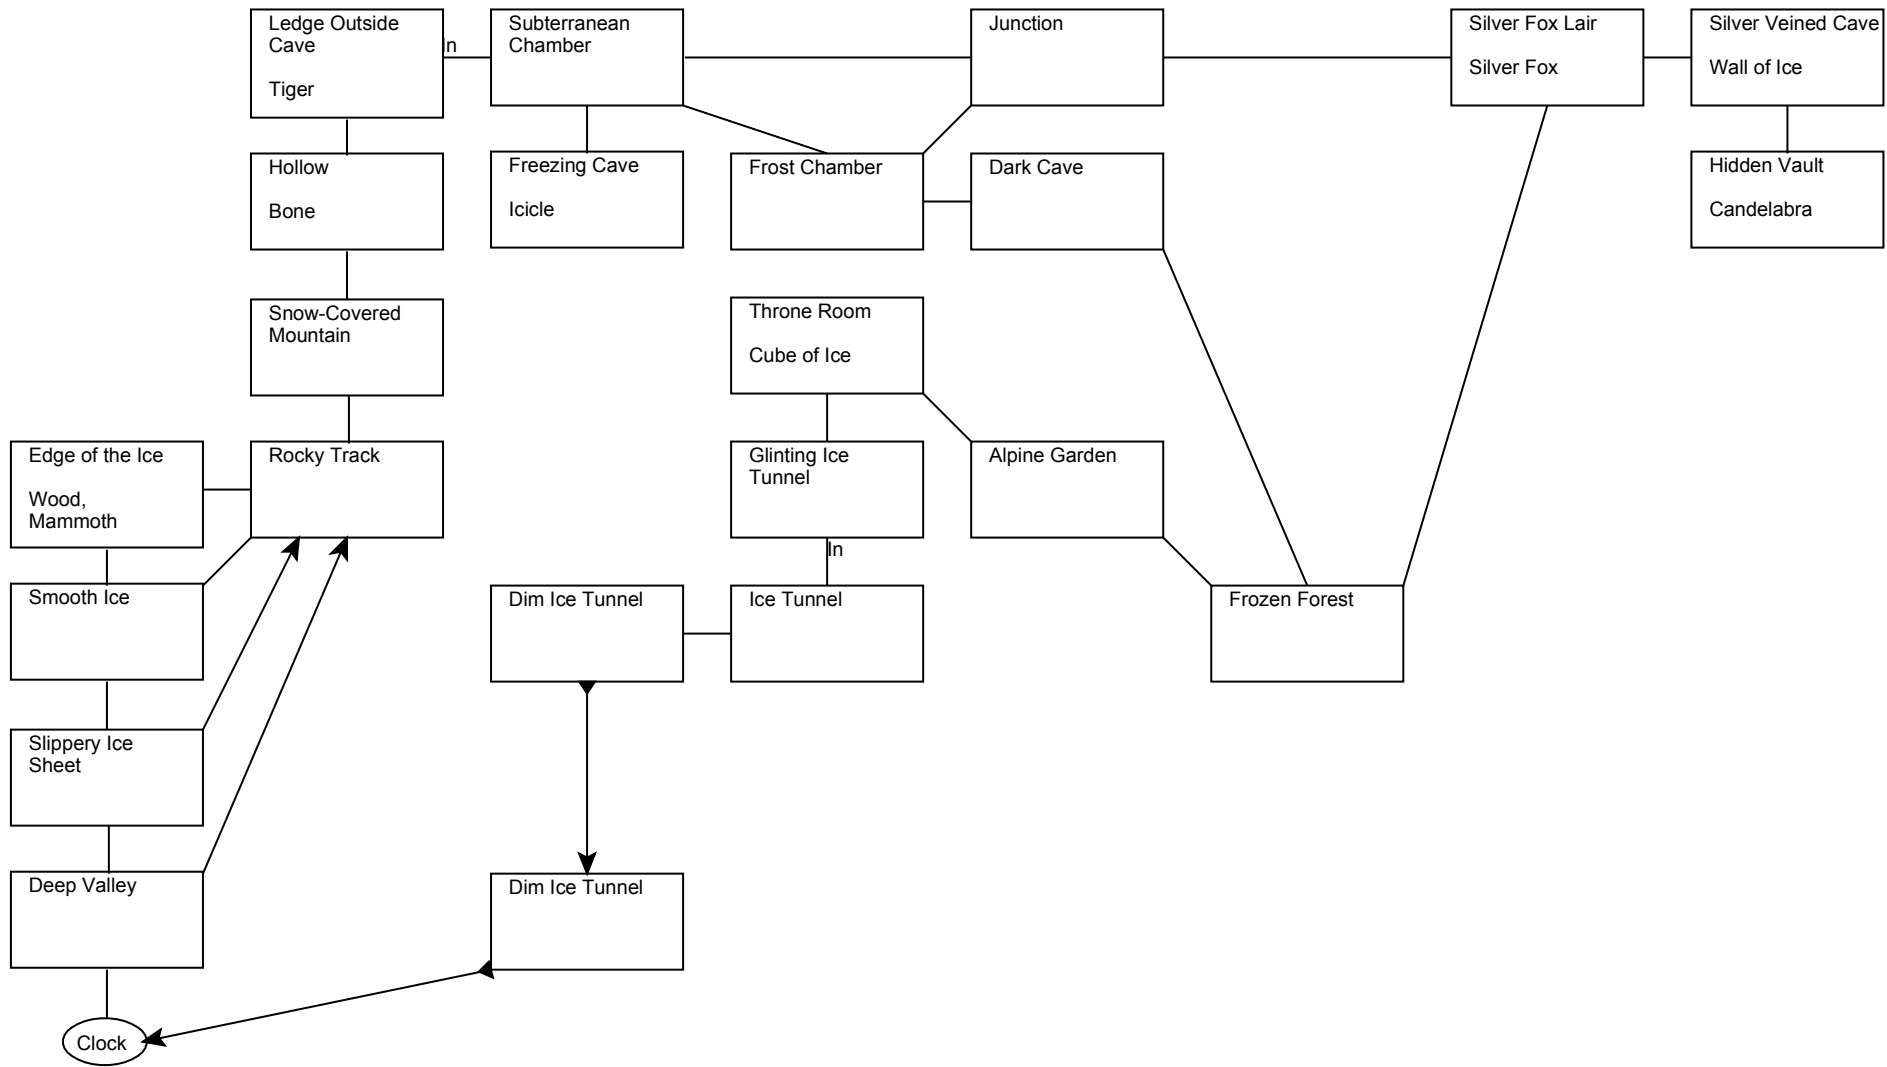 Ledge Outside
Cave
Tiger
In
Subterranean
Chamber
Junction
Silver Fox Lair
Silver Fox
Silver Veined Cave
Wall of Ice
Hollow
Bone
Freezing Cave
Icicle
Frost Chamber
Dark Cave
Hidden Vault
Candelabra
Snow-Covered
Mountain
Throne Room
Cube of Ice
Edge of the Ice
Wood,
Mammoth
Rocky Track
Glinting Ice
Tunnel
Alpine Garden
In
Smooth Ice
Dim Ice Tunnel
Ice Tunnel
Frozen Forest
Slippery Ice
Sheet
Deep Valley
Dim Ice Tunnel
Clock